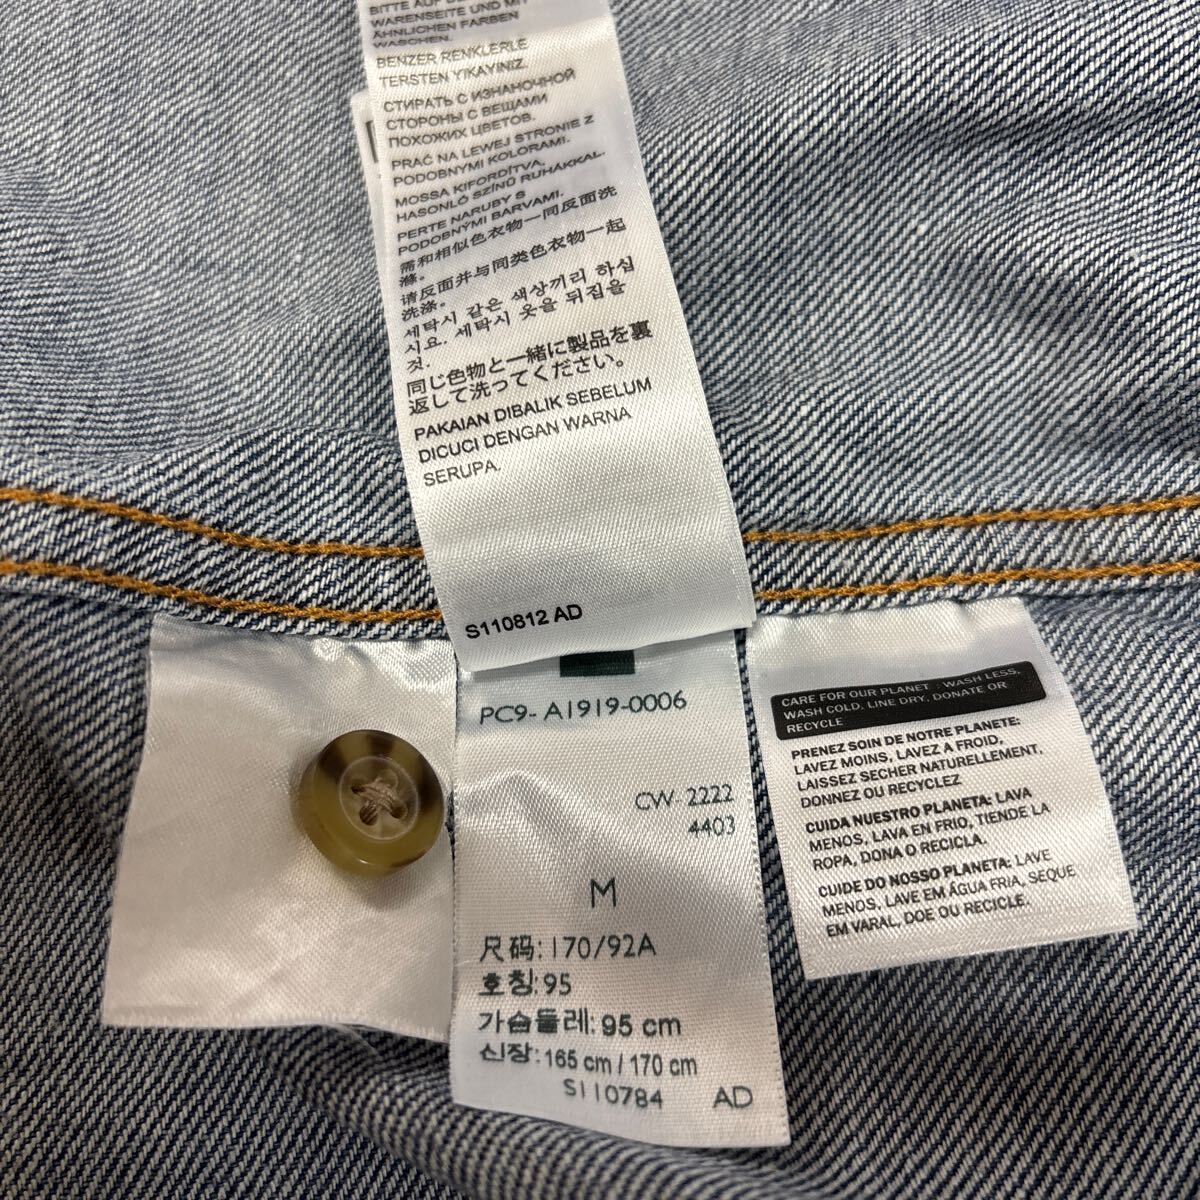 BITTE AUF
WARENSEITE UND MIT
ÄHNLICHEN FARBEN
WASCHEN.
BENZER RENKLERLE
TERSTEN YIKAYINIZ.
СТИРАТЬ С ИЗНАНОЧНОЙ
СТОРОНЫ С ВЕЩАМИ
ПОХОЖИХ ЦВЕТОВ.
PRAĆ NA LEWEJ STRONIE Z
PODOBNYMI KOLORAMI.
MOSSA KIFORDÍTVA,
HASONLÓ SZÍNŰ RUHÁKKAL.
PERTE NARUBY S
PODOBNÝMI BARVAMI.
需和相似色衣物一同反面洗
滌。
请反面并与同类色衣物一起
洗涤。
세탁시 같은 색상끼리 하십
시요. 세탁시 옷을 뒤집을
것.
同じ色物と一緒に製品を裏
返して洗ってください。
PAKAIAN DIBALIK SEBELUM
DICUCI DENGAN WARNA
SERUPA.
S110812 AD
PC9- A1919-0006
CW- 2222
4403
M
尺码: 170/92A
호칭: 95
가슴둘레: 95 cm
신장: 165 cm / 170 cm
S110784 AD
CARE FOR OUR PLANET : WASH LESS,
WASH COLD, LINE DRY, DONATE OR
RECYCLE
PRENEZ SOIN DE NOTRE PLANETE:
LAVEZ MOINS, LAVEZ A FROID,
LAISSEZ SECHER NATURELLEMENT,
DONNEZ OU RECYCLEZ
CUIDA NUESTRO PLANETA: LAVA
MENOS, LAVA EN FRIO, TIENDE LA
ROPA, DONA O RECICLA.
CUIDE DO NOSSO PLANETA: LAVE
MENOS, LAVE EM ÁGUA FRIA, SEQUE
EM VARAL, DOE OU RECICLE.